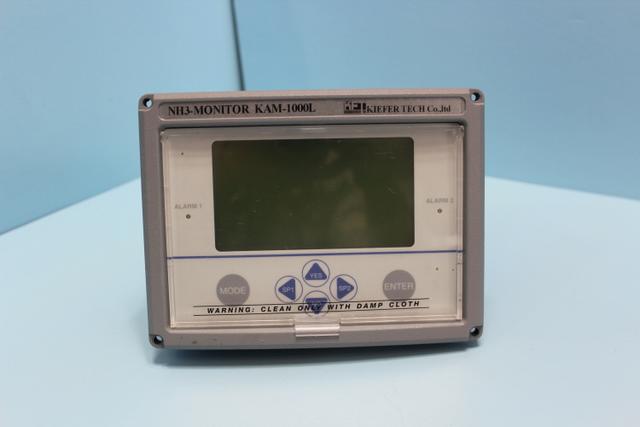 NH3-MONITOR KAM-1000L KIEFER TECH Co.,ltd
ALARM 1
ALARM 2
YES
SP1
SP2
MODE
ENTER
WARNING: CLEAN ONLY WITH DAMP CLOTH